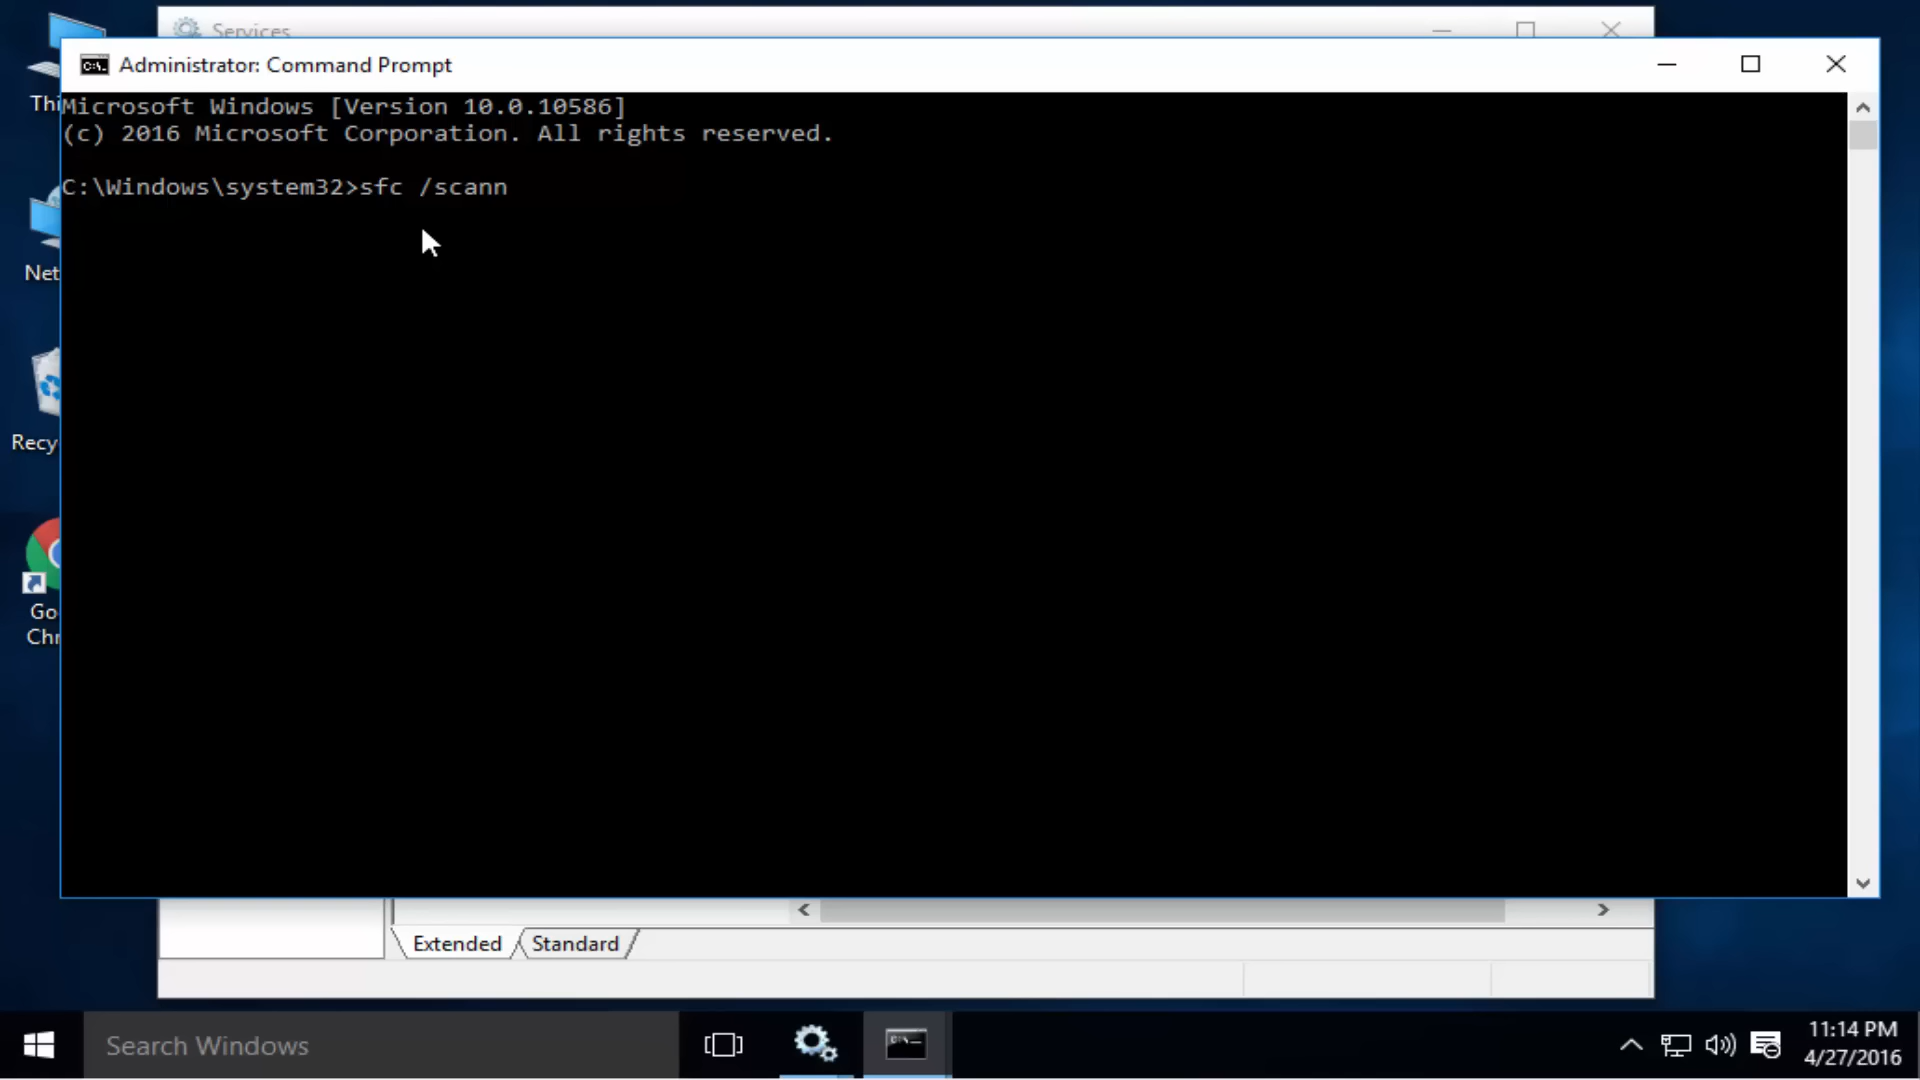 Services
Administrator: Command Prompt
Microsoft Windows [Version 10.0.10586]
(c) 2016 Microsoft Corporation. All rights reserved.
C:\Windows\system32>sfc /scann
Thi
Net
Recy
Go
Chr
Extended
Standard
Search Windows
11:14 PM
4/27/2016